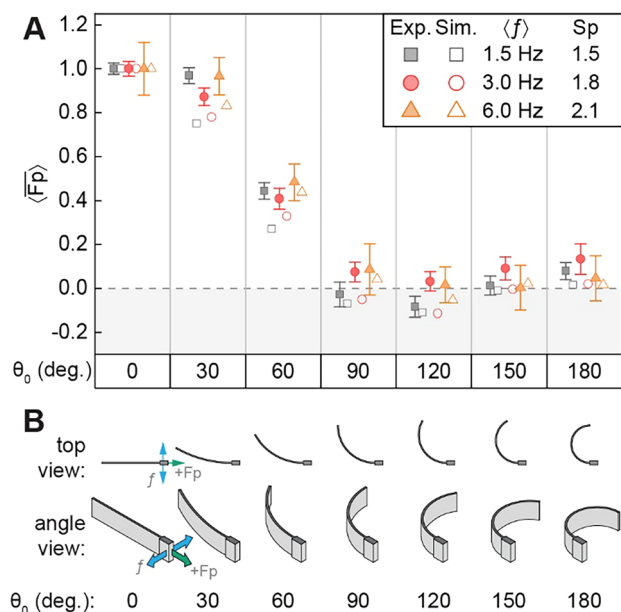 A
1.2
1.0
0.8
0.6
0.4
0.2
0.0
-0.2
⟨F̅p̅⟩
Exp. Sim. ⟨f⟩ Sp
1.5 Hz 1.5
3.0 Hz 1.8
6.0 Hz 2.1
θ₀ (deg.) 0 30 60 90 120 150 180
B
top
view:
f +Fp
angle
view:
f +Fp
θ₀ (deg.): 0 30 60 90 120 150 180